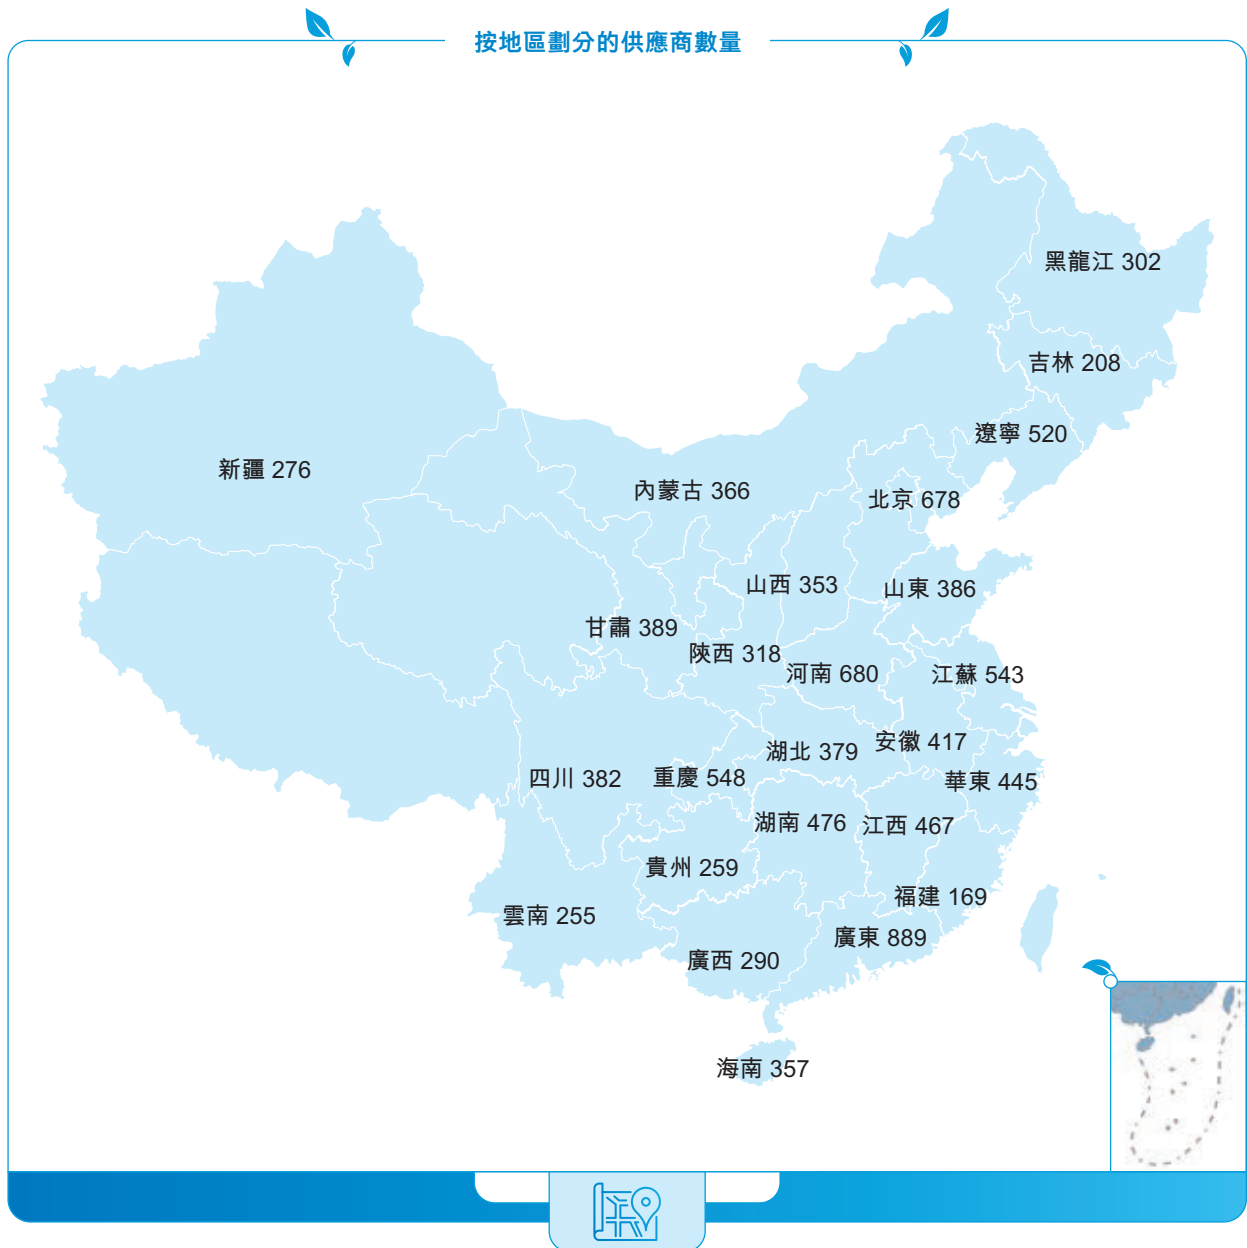 按地區劃分的供應商數量
黑龍江 302
吉林 208
遼寧 520
新疆 276
內蒙古 366
北京 678
山西 353
山東 386
甘肅 389
陝西 318
河南 680
江蘇 543
安徽 417
湖北 379
四川 382
重慶 548
華東 445
湖南 476
江西 467
貴州 259
福建 169
雲南 255
廣東 889
廣西 290
海南 357